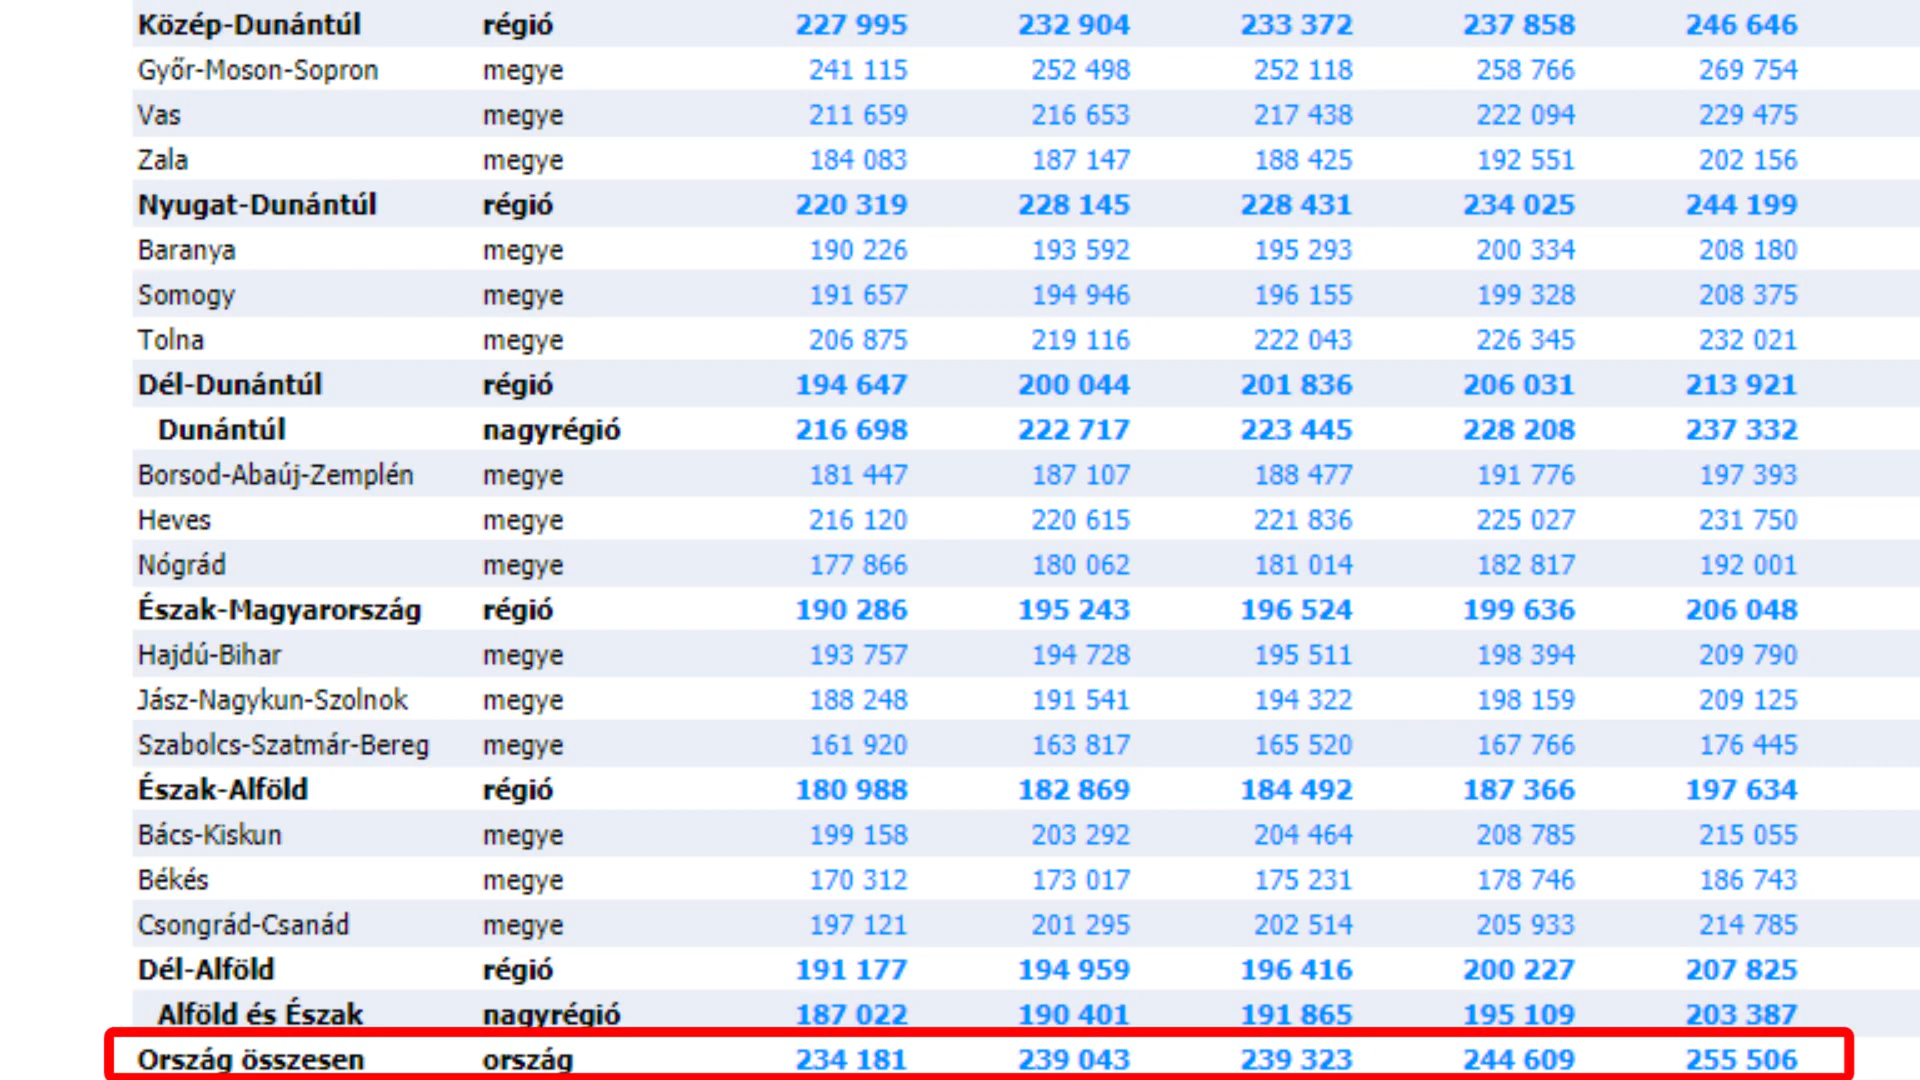 Közép-Dunántúl régió 227 995 232 904 233 372 237 858 246 646
Győr-Moson-Sopron megye 241 115 252 498 252 118 258 766 269 754
Vas megye 211 659 216 653 217 438 222 094 229 475
Zala megye 184 083 187 147 188 425 192 551 202 156
Nyugat-Dunántúl régió 220 319 228 145 228 431 234 025 244 199
Baranya megye 190 226 193 592 195 293 200 334 208 180
Somogy megye 191 657 194 946 196 155 199 328 208 375
Tolna megye 206 875 219 116 222 043 226 345 232 021
Dél-Dunántúl régió 194 647 200 044 201 836 206 031 213 921
Dunántúl nagyrégió 216 698 222 717 223 445 228 208 237 332
Borsod-Abaúj-Zemplén megye 181 447 187 107 188 477 191 776 197 393
Heves megye 216 120 220 615 221 836 225 027 231 750
Nógrád megye 177 866 180 062 181 014 182 817 192 001
Észak-Magyarország régió 190 286 195 243 196 524 199 636 206 048
Hajdú-Bihar megye 193 757 194 728 195 511 198 394 209 790
Jász-Nagykun-Szolnok megye 188 248 191 541 194 322 198 159 209 125
Szabolcs-Szatmár-Bereg megye 161 920 163 817 165 520 167 766 176 445
Észak-Alföld régió 180 988 182 869 184 492 187 366 197 634
Bács-Kiskun megye 199 158 203 292 204 464 208 785 215 055
Békés megye 170 312 173 017 175 231 178 746 186 743
Csongrád-Csanád megye 197 121 201 295 202 514 205 933 214 785
Dél-Alföld régió 191 177 194 959 196 416 200 227 207 825
Alföld és Észak nagyrégió 187 022 190 401 191 865 195 109 203 387
Ország összesen ország 234 181 239 043 239 323 244 609 255 506